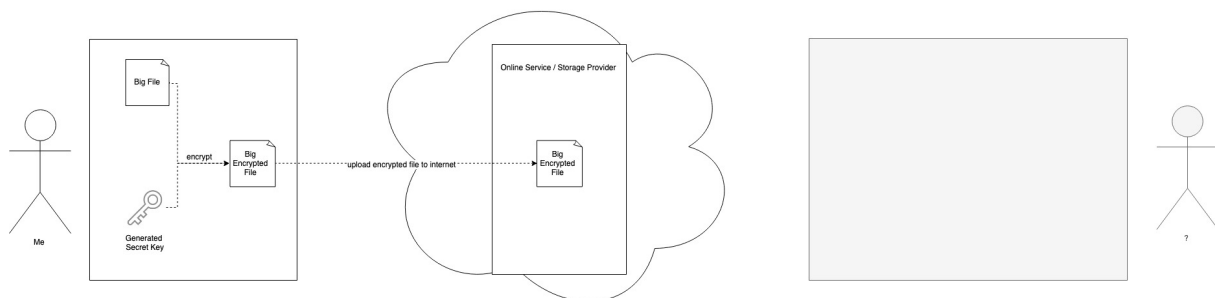 Online Service / Storage Provider
Big File
encrypt
Big
Encrypted
File
upload encrypted file to internet
Big
Encrypted
File
Generated
Secret Key
Me
?